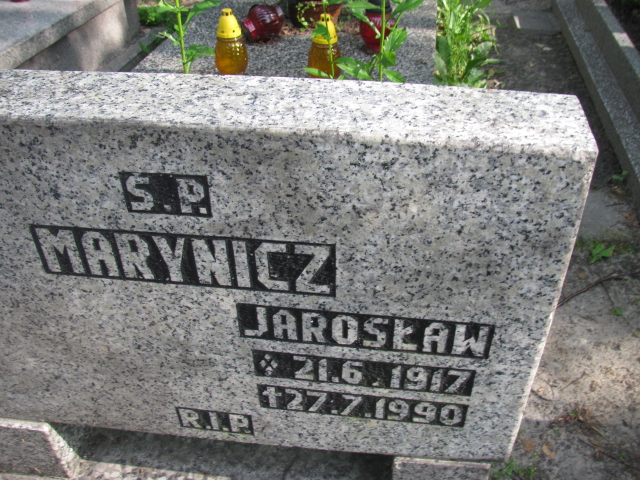 S.P.
MARYNICZ
JAROSŁAW
21.6.1917
✝27.7.1990
R.I.P.